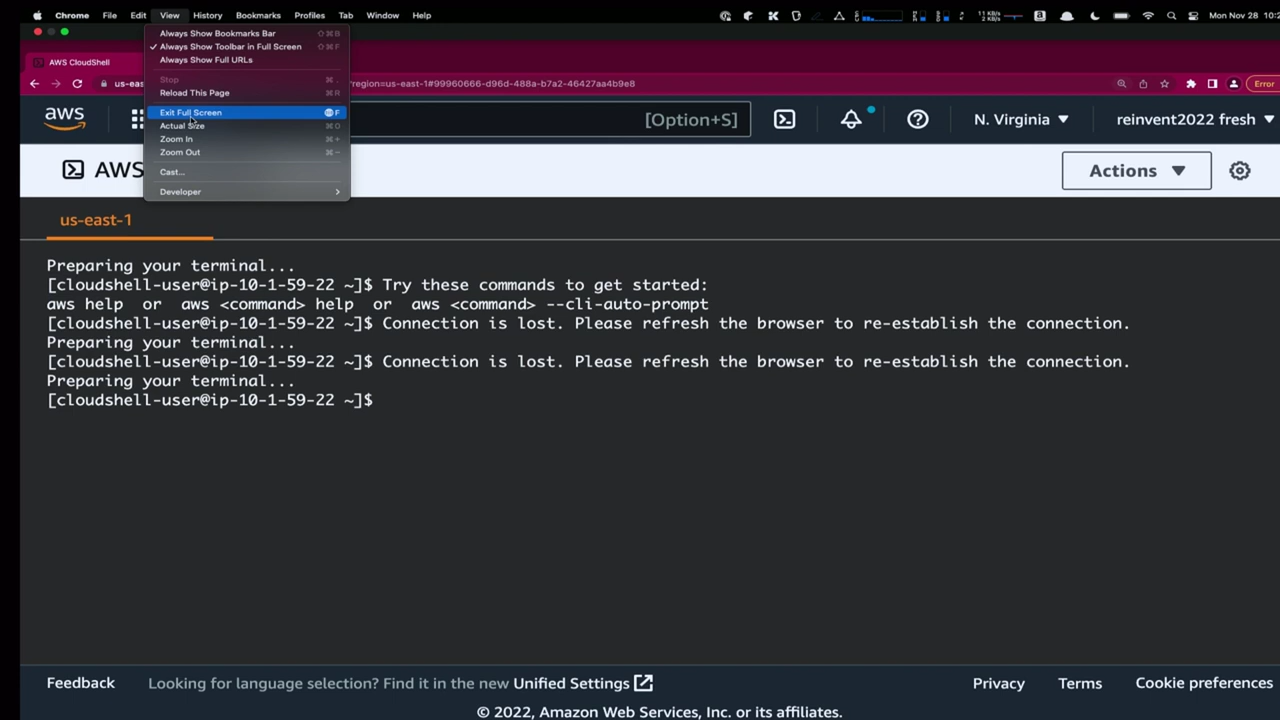 Chrome File Edit View History Bookmarks Profiles Tab Window Help Mon Nov 28 10:2
Always Show Bookmarks Bar ⇧⌘B
✓ Always Show Toolbar in Full Screen ⇧⌘F
Always Show Full URLs
Stop ⌘.
Reload This Page ⌘R
Exit Full Screen F
Actual Size ⌘0
Zoom In ⌘+
Zoom Out ⌘−
Cast...
Developer >
AWS CloudShell
us-eas
?region=us-east-1#99960666-d96d-488a-b7a2-46427aa4b9e8
Error
aws
[Option+S]
N. Virginia ▼
reinvent2022 fresh ▼
AWS
Actions ▼
us-east-1
Preparing your terminal...
[cloudshell-user@ip-10-1-59-22 ~]$ Try these commands to get started:
aws help or aws <command> help or aws <command> --cli-auto-prompt
[cloudshell-user@ip-10-1-59-22 ~]$ Connection is lost. Please refresh the browser to re-establish the connection.
Preparing your terminal...
[cloudshell-user@ip-10-1-59-22 ~]$ Connection is lost. Please refresh the browser to re-establish the connection.
Preparing your terminal...
[cloudshell-user@ip-10-1-59-22 ~]$
Feedback Looking for language selection? Find it in the new Unified Settings Privacy Terms Cookie preferences
© 2022, Amazon Web Services, Inc. or its affiliates.